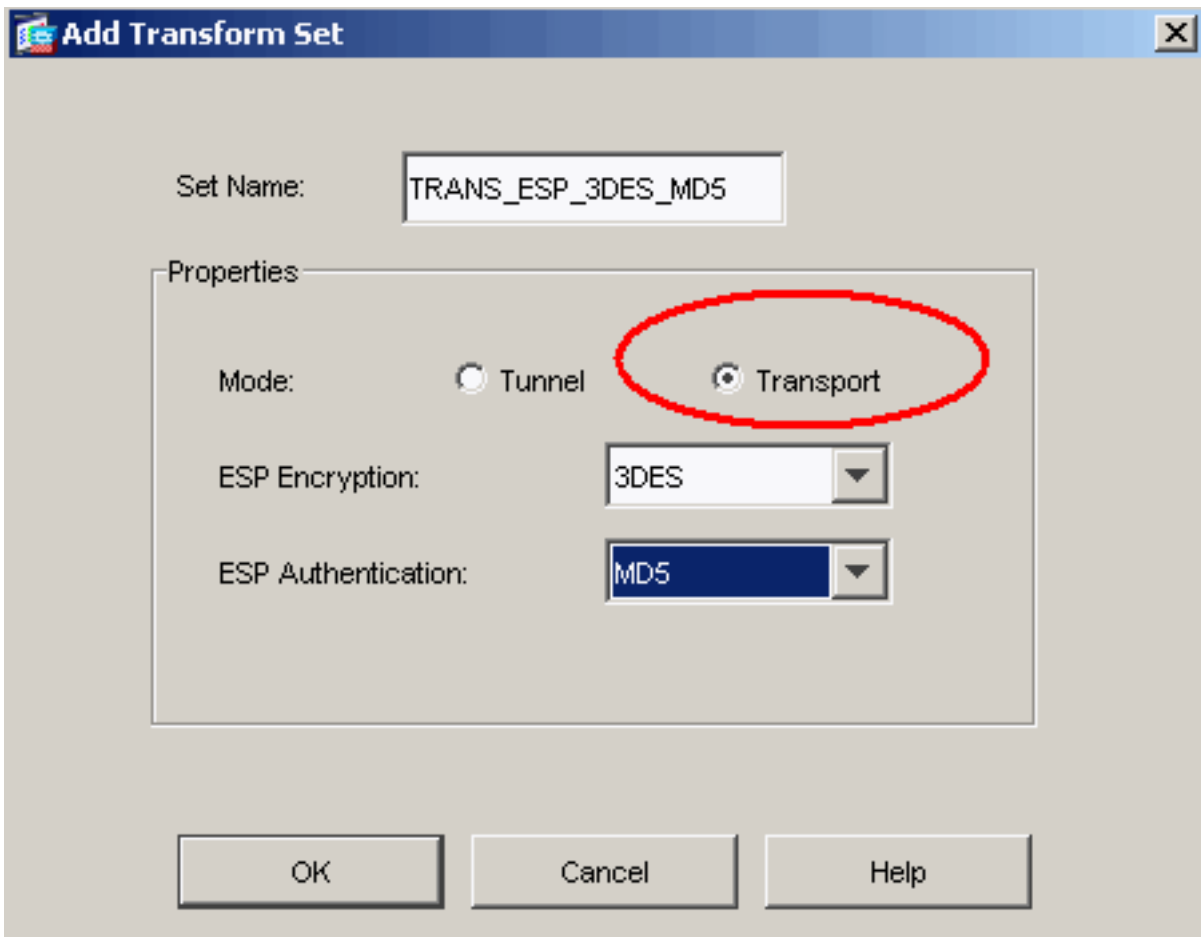 Add Transform Set
Set Name: TRANS_ESP_3DES_MD5
Properties
Mode: Tunnel Transport
ESP Encryption: 3DES
ESP Authentication: MD5
OK Cancel Help